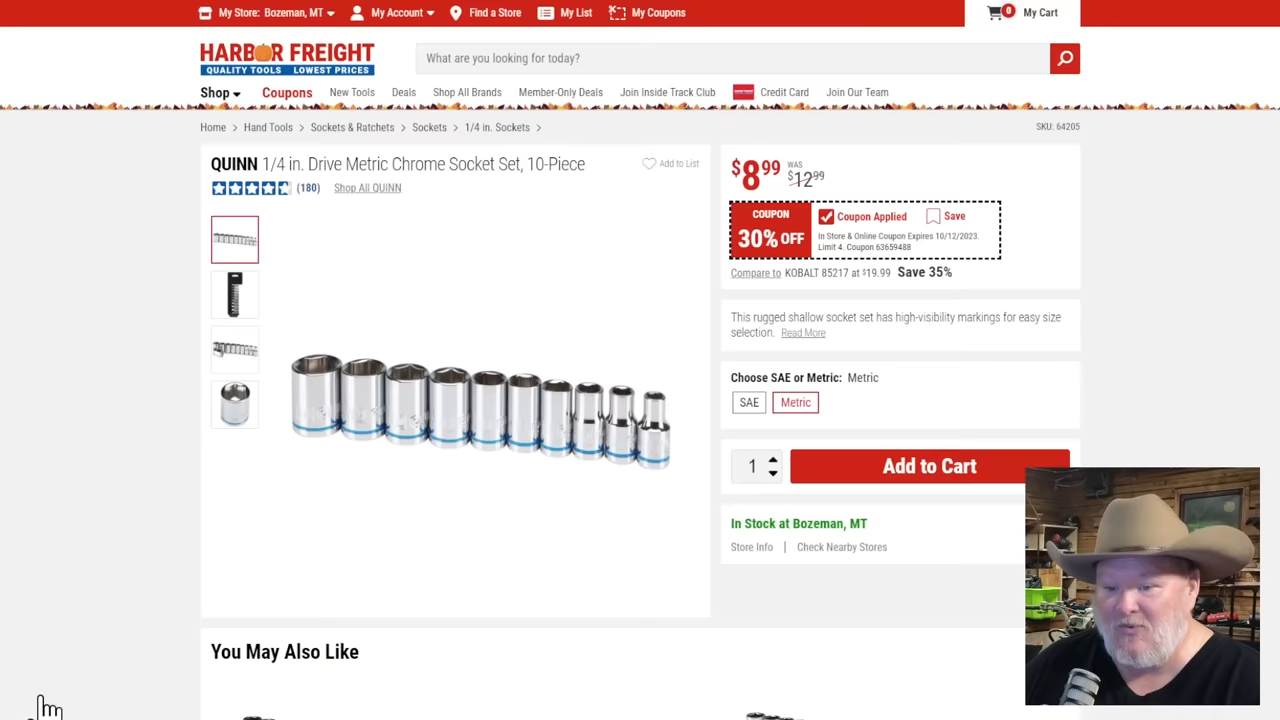 My Store: Bozeman, MT
My Account
Find a Store
My List
My Coupons
0
My Cart
HARBOR FREIGHT
QUALITY TOOLS LOWEST PRICES
What are you looking for today?
Shop
Coupons
New Tools
Deals
Shop All Brands
Member-Only Deals
Join Inside Track Club
Credit Card
Join Our Team
Home > Hand Tools > Sockets & Ratchets > Sockets > 1/4 in. Sockets >
SKU: 64205
QUINN 1/4 in. Drive Metric Chrome Socket Set, 10-Piece
Add to List
(180)
Shop All QUINN
$899
WAS
$1299
COUPON
30% OFF
Coupon Applied
Save
In Store & Online Coupon Expires 10/12/2023.
Limit 4. Coupon 63659488
Compare to KOBALT 85217 at $19.99 Save 35%
This rugged shallow socket set has high-visibility markings for easy size
selection. Read More
Choose SAE or Metric: Metric
SAE
Metric
1
Add to Cart
In Stock at Bozeman, MT
Store Info | Check Nearby Stores
You May Also Like